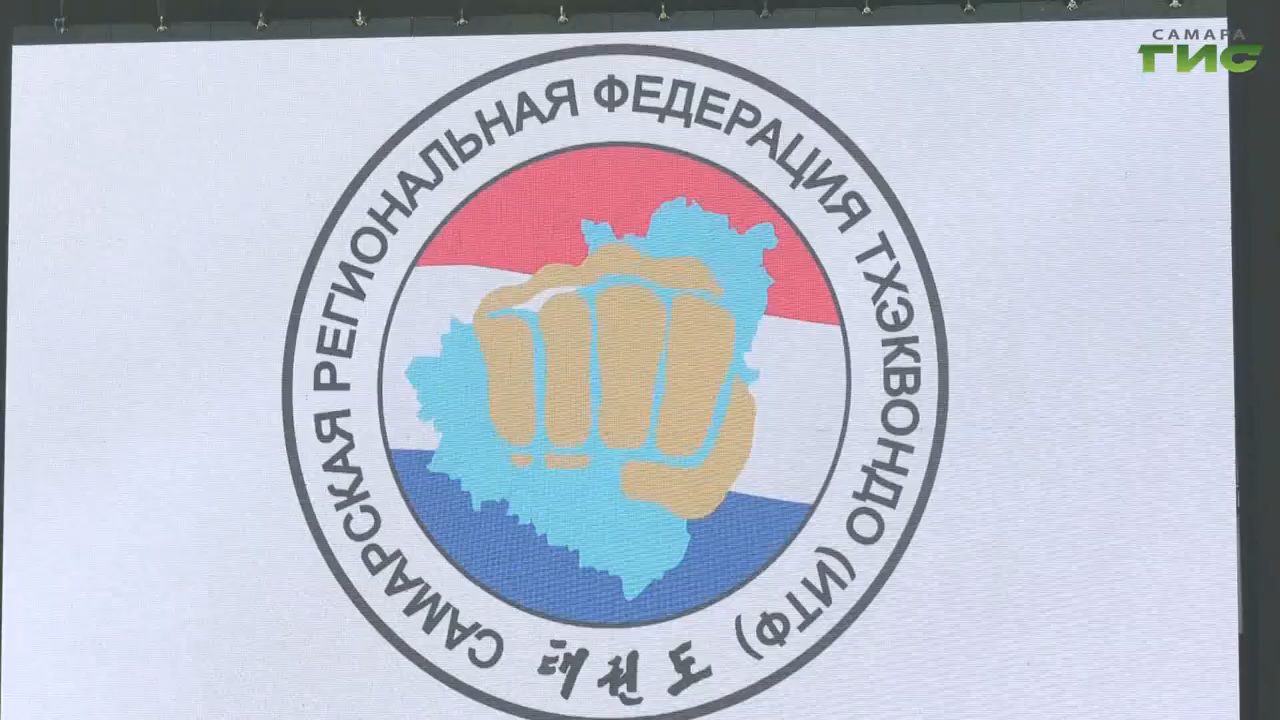 САМАРА
ГИС
САМАРСКАЯ РЕГИОНАЛЬНАЯ ФЕДЕРАЦИЯ ТХЭКВОНДО (ИТФ)
태권도